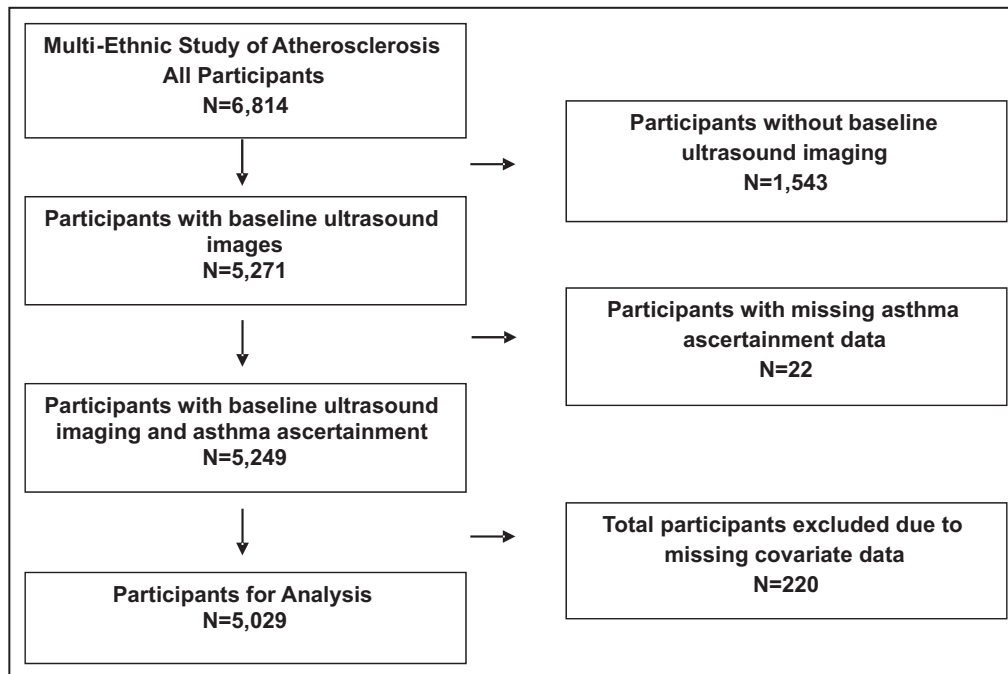 Multi-Ethnic Study of Atherosclerosis
All Participants
N=6,814
Participants without baseline
ultrasound imaging
N=1,543
Participants with baseline ultrasound
images
N=5,271
Participants with missing asthma
ascertainment data
N=22
Participants with baseline ultrasound
imaging and asthma ascertainment
N=5,249
Total participants excluded due to
missing covariate data
N=220
Participants for Analysis
N=5,029